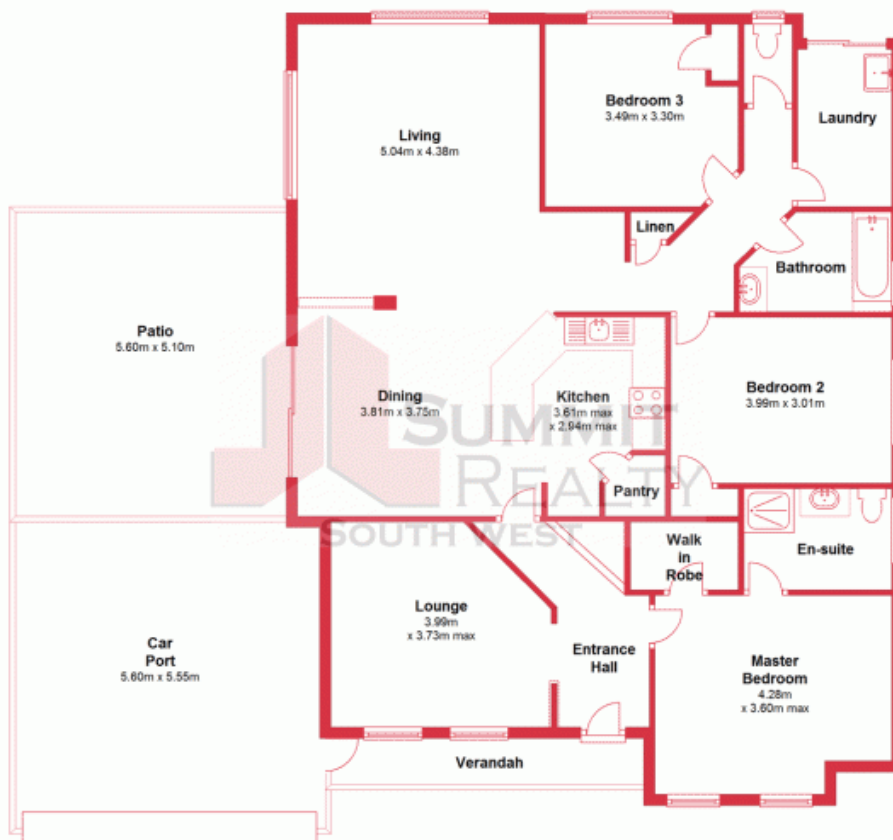 Living
5.04m x 4.38m
Bedroom 3
3.49m x 3.30m
Laundry
Linen
Bathroom
Patio
5.60m x 5.10m
Dining
3.81m x 3.75m
Kitchen
3.61m max
x 2.94m max
Bedroom 2
3.99m x 3.01m
SUMMIT
REALTY
SOUTH WEST
Pantry
Walk
in
Robe
En-suite
Lounge
3.99m
x 3.73m max
Car
Port
5.60m x 5.55m
Entrance
Hall
Master
Bedroom
4.28m
x 3.60m max
Verandah